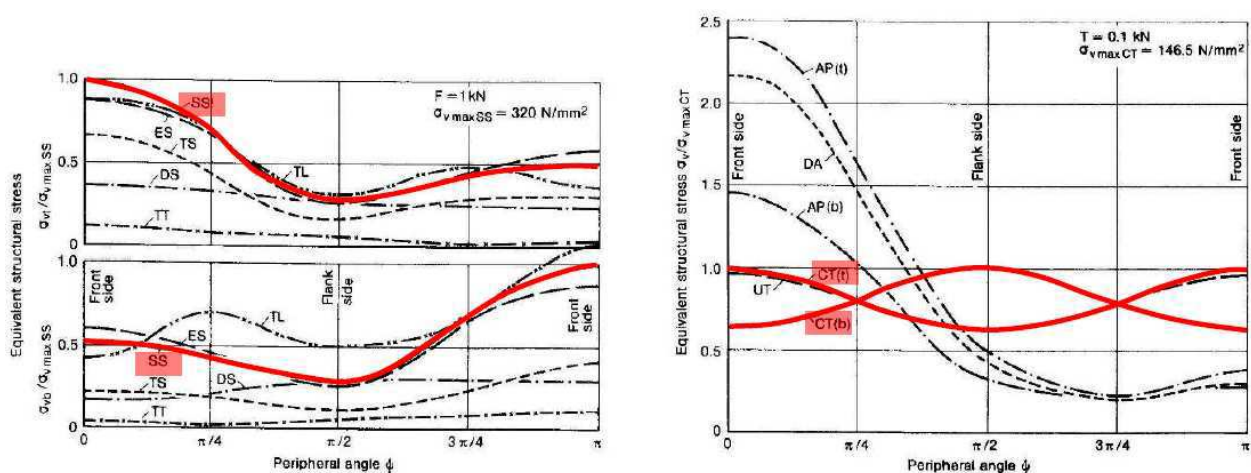 Equivalent structural stress
σvt/σv max SS
σvb/σv max SS
1.0
0.5
0
SS
ES
TS
DS
TT
TL
F = 1 kN
σv max SS = 320 N/mm²
1.0
0.5
0
Front side
Flank side
Front side
TL
ES
SS
TS
DS
TT
0
π/4
π/2
3π/4
π
Peripheral angle ψ
Equivalent structural stress σv/σv max CT
2.5
2.0
1.5
1.0
0.5
0
T = 0.1 kN
σv max CT = 146.5 N/mm²
AP(t)
DA
AP(b)
Front side
Flank side
Front side
CT(t)
UT
CT(b)
0
π/4
π/2
3π/4
π
Peripheral angle ψ